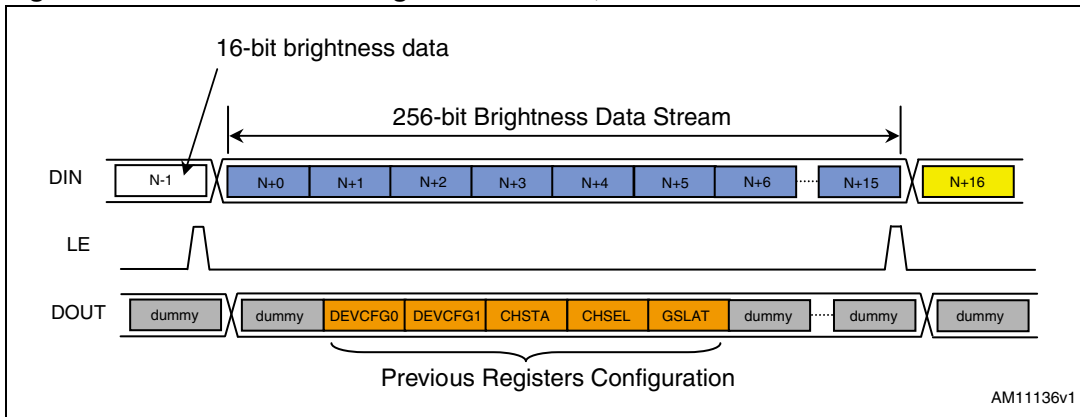 16-bit brightness data
256-bit Brightness Data Stream
DIN N-1 N+0 N+1 N+2 N+3 N+4 N+5 N+6 N+15 N+16
LE
DOUT dummy dummy DEVCFG0 DEVCFG1 CHSTA CHSEL GSLAT dummy dummy dummy
Previous Registers Configuration
AM11136v1